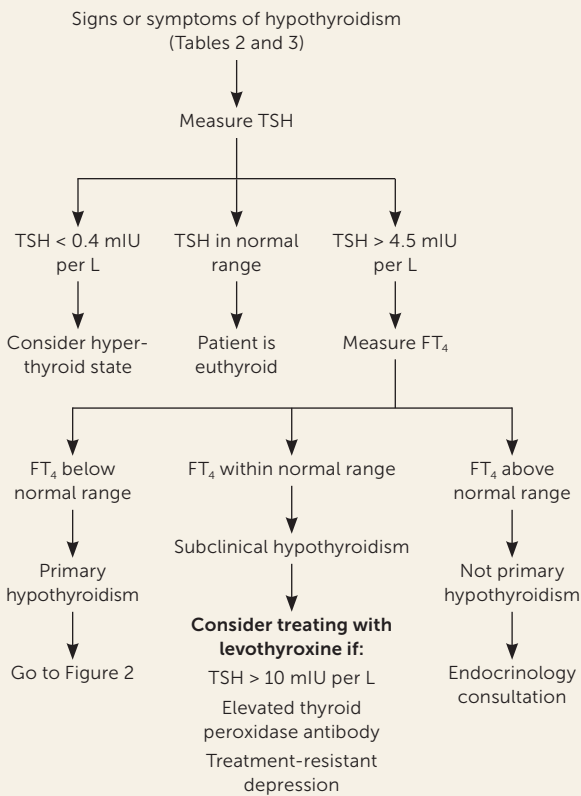 Signs or symptoms of hypothyroidism
(Tables 2 and 3)
Measure TSH
TSH < 0.4 mIU
per L
TSH in normal
range
TSH > 4.5 mIU
per L
Consider hyper-
thyroid state
Patient is
euthyroid
Measure FT₄
FT₄ below
normal range
FT₄ within normal range
FT₄ above
normal range
Primary
hypothyroidism
Subclinical hypothyroidism
Not primary
hypothyroidism
Go to Figure 2
Consider treating with
levothyroxine if:
TSH > 10 mIU per L
Elevated thyroid
peroxidase antibody
Treatment-resistant
depression
Endocrinology
consultation